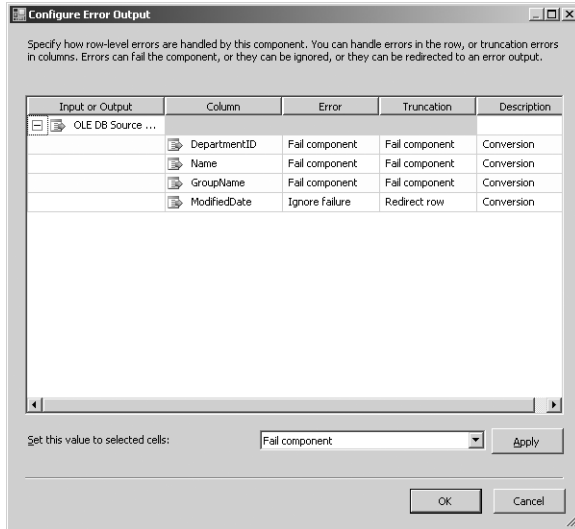 Configure Error Output
Specify how row-level errors are handled by this component. You can handle errors in the row, or truncation errors
in columns. Errors can fail the component, or they can be ignored, or they can be redirected to an error output.
Input or Output Column Error Truncation Description
OLE DB Source ...
DepartmentID Fail component Fail component Conversion
Name Fail component Fail component Conversion
GroupName Fail component Fail component Conversion
ModifiedDate Ignore failure Redirect row Conversion
Set this value to selected cells: Fail component Apply
OK Cancel